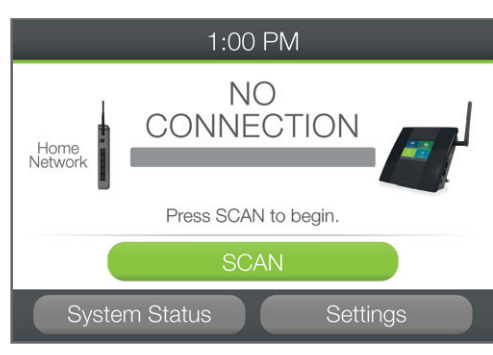 1:00 PM
NO
CONNECTION
Home
Network
Press SCAN to begin.
SCAN
System Status
Settings